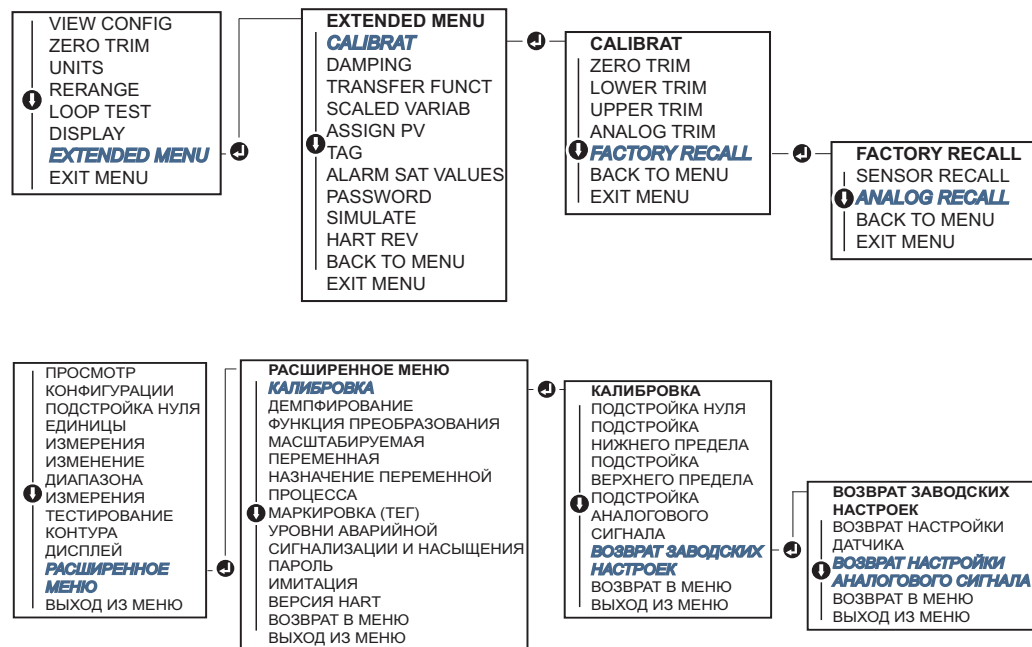 VIEW CONFIG
ZERO TRIM
UNITS
RERANGE
LOOP TEST
DISPLAY
EXTENDED MENU
EXIT MENU
EXTENDED MENU
CALIBRAT
DAMPING
TRANSFER FUNCT
SCALED VARIAB
ASSIGN PV
TAG
ALARM SAT VALUES
PASSWORD
SIMULATE
HART REV
BACK TO MENU
EXIT MENU
CALIBRAT
ZERO TRIM
LOWER TRIM
UPPER TRIM
ANALOG TRIM
FACTORY RECALL
BACK TO MENU
EXIT MENU
FACTORY RECALL
SENSOR RECALL
ANALOG RECALL
BACK TO MENU
EXIT MENU
ПРОСМОТР
КОНФИГУРАЦИИ
ПОДСТРОЙКА НУЛЯ
ЕДИНИЦЫ
ИЗМЕРЕНИЯ
ИЗМЕНЕНИЕ
ДИАПАЗОНА
ИЗМЕРЕНИЯ
ТЕСТИРОВАНИЕ
КОНТУРА
ДИСПЛЕЙ
РАСШИРЕННОЕ
МЕНЮ
ВЫХОД ИЗ МЕНЮ
РАСШИРЕННОЕ МЕНЮ
КАЛИБРОВКА
ДЕМПФИРОВАНИЕ
ФУНКЦИЯ ПРЕОБРАЗОВАНИЯ
МАСШТАБИРУЕМАЯ
ПЕРЕМЕННАЯ
НАЗНАЧЕНИЕ ПЕРЕМЕННОЙ
ПРОЦЕССА
МАРКИРОВКА (ТЕГ)
УРОВНИ АВАРИЙНОЙ
СИГНАЛИЗАЦИИ И НАСЫЩЕНИЯ
ПАРОЛЬ
ИМИТАЦИЯ
ВЕРСИЯ HART
ВОЗВРАТ В МЕНЮ
ВЫХОД ИЗ МЕНЮ
КАЛИБРОВКА
ПОДСТРОЙКА НУЛЯ
ПОДСТРОЙКА
НИЖНЕГО ПРЕДЕЛА
ПОДСТРОЙКА
ВЕРХНЕГО ПРЕДЕЛА
ПОДСТРОЙКА
АНАЛОГОВОГО
СИГНАЛА
ВОЗВРАТ ЗАВОДСКИХ
НАСТРОЕК
ВОЗВРАТ В МЕНЮ
ВЫХОД ИЗ МЕНЮ
ВОЗВРАТ ЗАВОДСКИХ
НАСТРОЕК
ВОЗВРАТ НАСТРОЙКИ
ДАТЧИКА
ВОЗВРАТ НАСТРОЙКИ
АНАЛОГОВОГО СИГНАЛА
ВОЗВРАТ В МЕНЮ
ВЫХОД ИЗ МЕНЮ